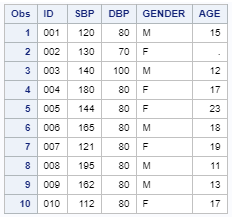 Obs ID SBP DBP GENDER AGE
1 001 120 80 M 15
2 002 130 70 F .
3 003 140 100 M 12
4 004 180 80 F 17
5 005 144 80 F 23
6 006 165 80 M 18
7 007 121 80 F 19
8 008 195 80 M 11
9 009 162 80 M 13
10 010 112 80 F 17